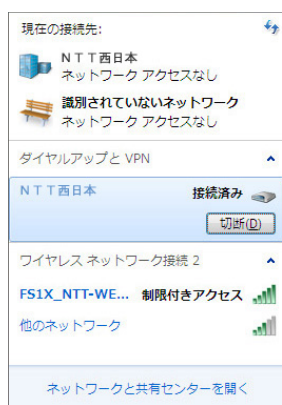 現在の接続先:
ＮＴＴ西日本
ネットワーク アクセスなし
識別されていないネットワーク
ネットワーク アクセスなし
ダイヤルアップと VPN
ＮＴＴ西日本 接続済み
切断(D)
ワイヤレス ネットワーク接続 2
FS1X_NTT-WE... 制限付きアクセス
他のネットワーク
ネットワークと共有センターを開く